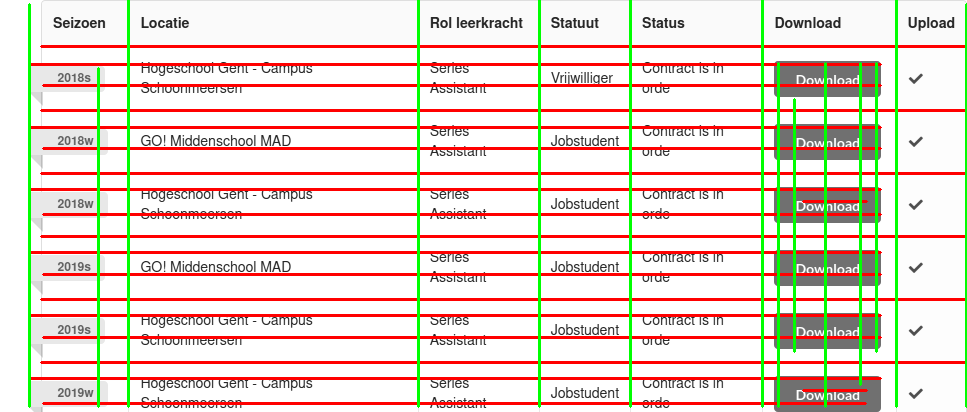 Seizoen Locatie Rol leerkracht Statuut Status Download Upload
2018s Hogeschool Gent - Campus Schoonmeersen Series Assistant Vrijwilliger Contract is in orde Download
2018w GO! Middenschool MAD Series Assistant Jobstudent Contract is in orde Download
2018w Hogeschool Gent - Campus Schoonmeersen Series Assistant Jobstudent Contract is in orde Download
2019s GO! Middenschool MAD Series Assistant Jobstudent Contract is in orde Download
2019s Hogeschool Gent - Campus Schoonmeersen Series Assistant Jobstudent Contract is in orde Download
2019w Hogeschool Gent - Campus Schoonmeersen Series Assistant Jobstudent Contract is in orde Download